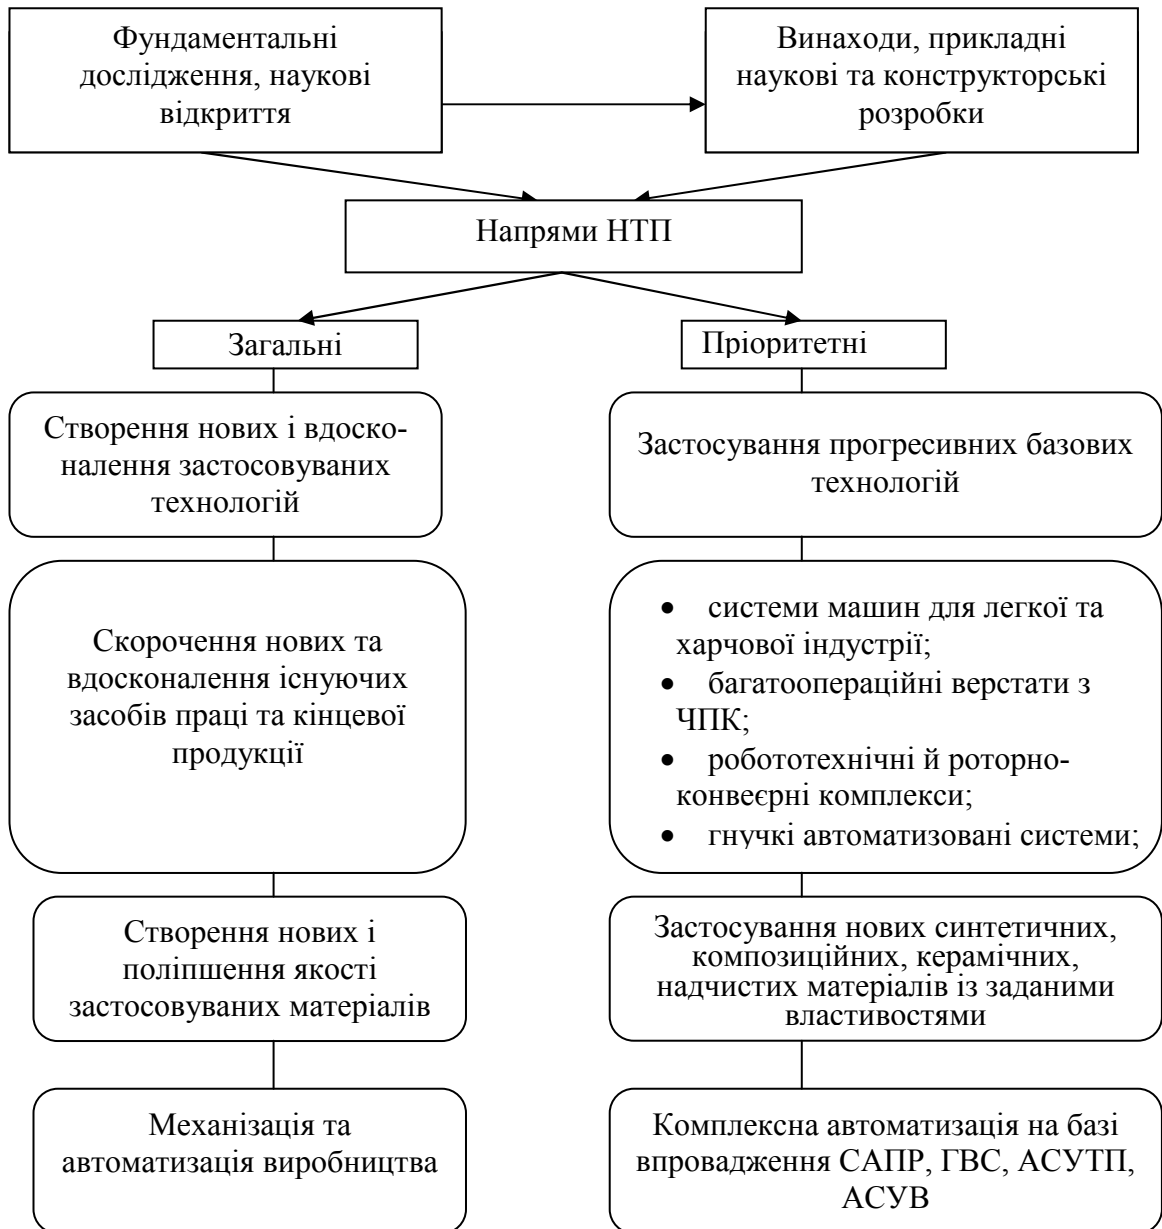 Фундаментальні
дослідження, наукові
відкриття
Винаходи, прикладні
наукові та конструкторські
розробки
Напрями НТП
Загальні
Пріоритетні
Створення нових і вдоско-
налення застосовуваних
технологій
Застосування прогресивних базових
технологій
Скорочення нових та
вдосконалення існуючих
засобів праці та кінцевої
продукції
• системи машин для легкої та
харчової індустрії;
• багатоопераційні верстати з
ЧПК;
• робототехнічні й роторно-
конвеєрні комплекси;
• гнучкі автоматизовані системи;
Створення нових і
поліпшення якості
застосовуваних матеріалів
Застосування нових синтетичних,
композиційних, керамічних,
надчистих матеріалів із заданими
властивостями
Механізація та
автоматизація виробництва
Комплексна автоматизація на базі
впровадження САПР, ГВС, АСУТП,
АСУВ